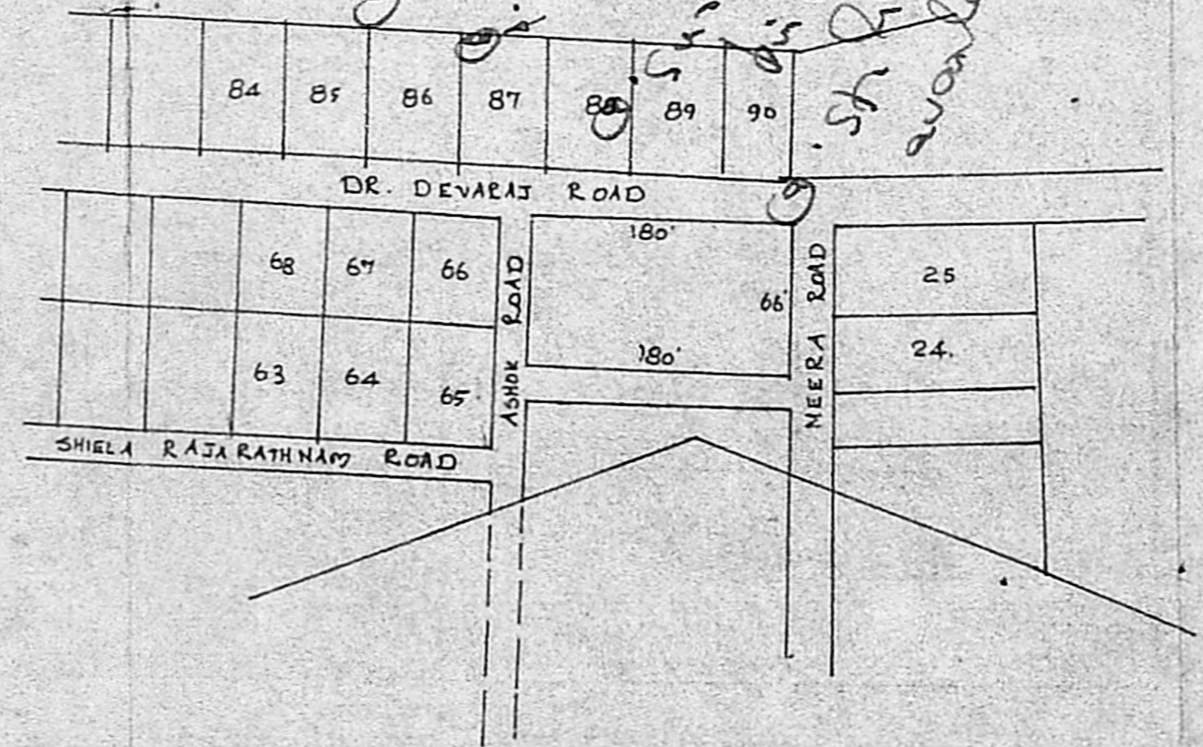 84 85 86 87 88 89 90
DR. DEVARAJ ROAD
180'
68 67 66
ASHOK ROAD
66'
MEERA ROAD
25
180'
24.
63 64 65
SHIELA RAJARATHNAM ROAD